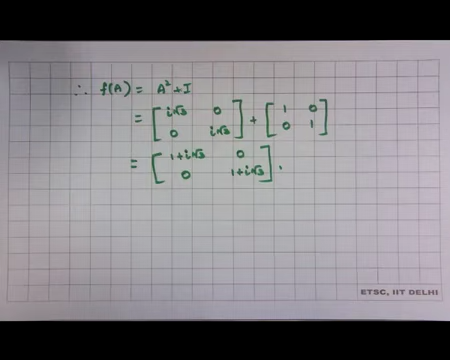 ∴ f(A) = A² + I
= [ i√3 0 ; 0 i√3 ] + [ 1 0 ; 0 1 ]
= [ 1+i√3 0 ; 0 1+i√3 ] .
ETSC, IIT DELHI